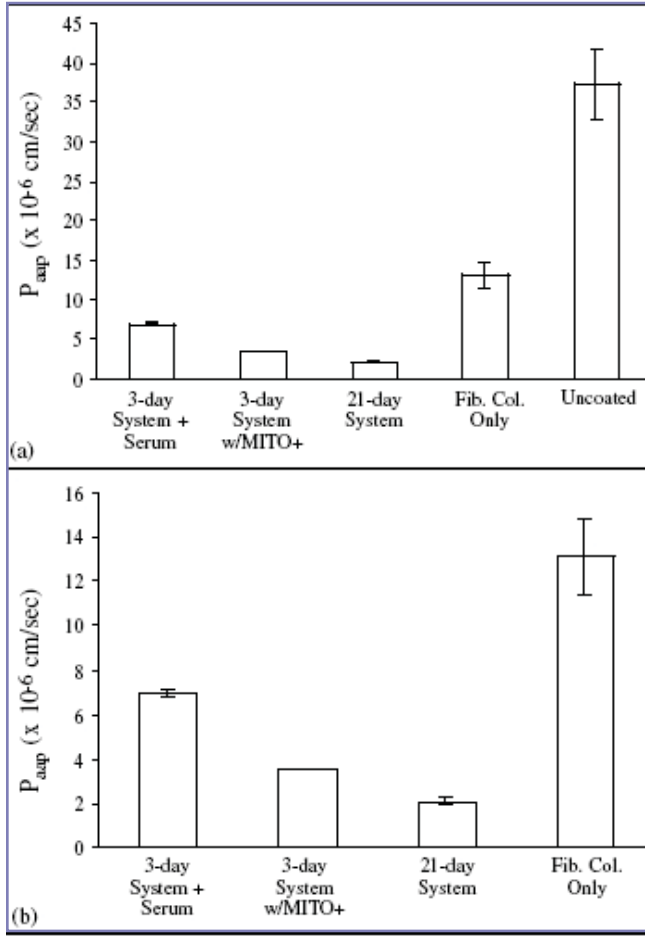 45
40
35
30
25
20
15
10
5
0
P_aap (x 10^-6 cm/sec)
3-day System + Serum
3-day System w/MITO+
21-day System
Fib. Col. Only
Uncoated
(a)
16
14
12
10
8
6
4
2
0
P_aap (x 10^-6 cm/sec)
3-day System + Serum
3-day System w/MITO+
21-day System
Fib. Col. Only
(b)